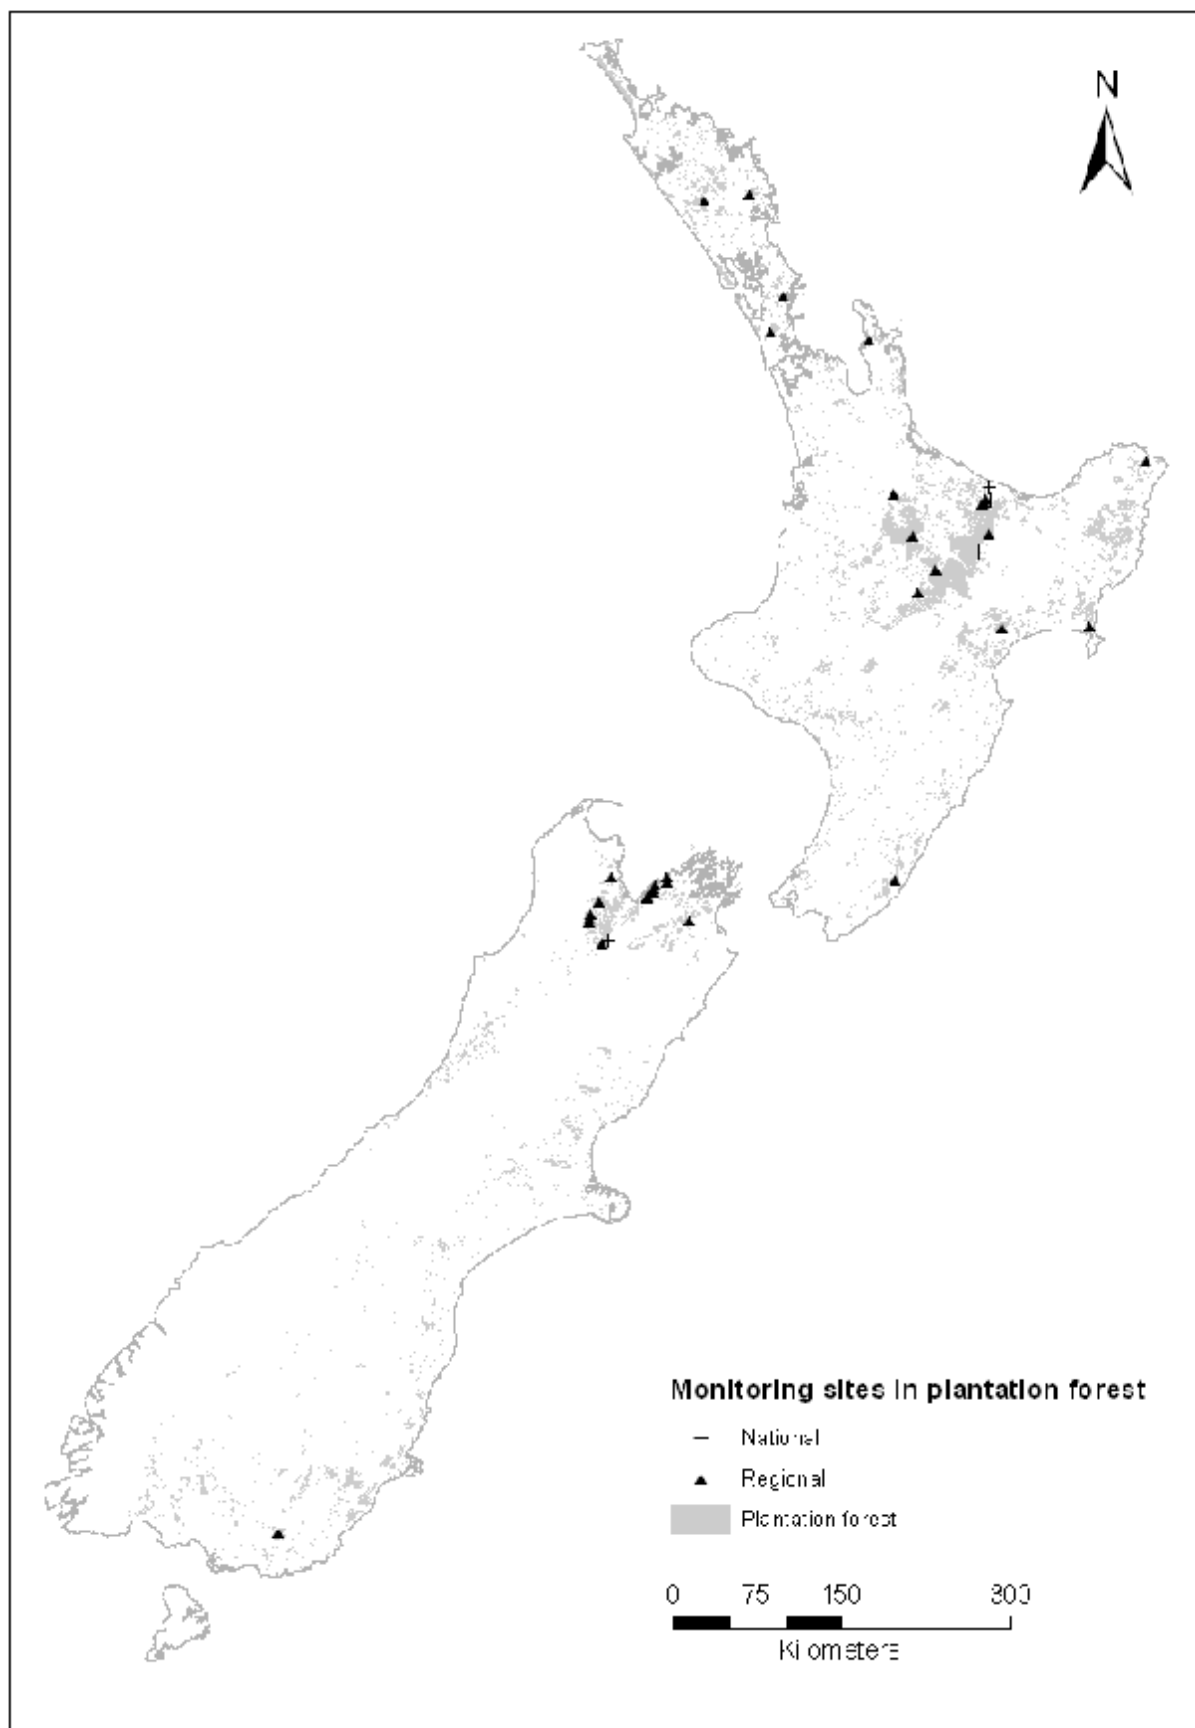 N
Monitoring sites in plantation forest
National
Regional
Plantation forest
0 75 150 300
Kilometers